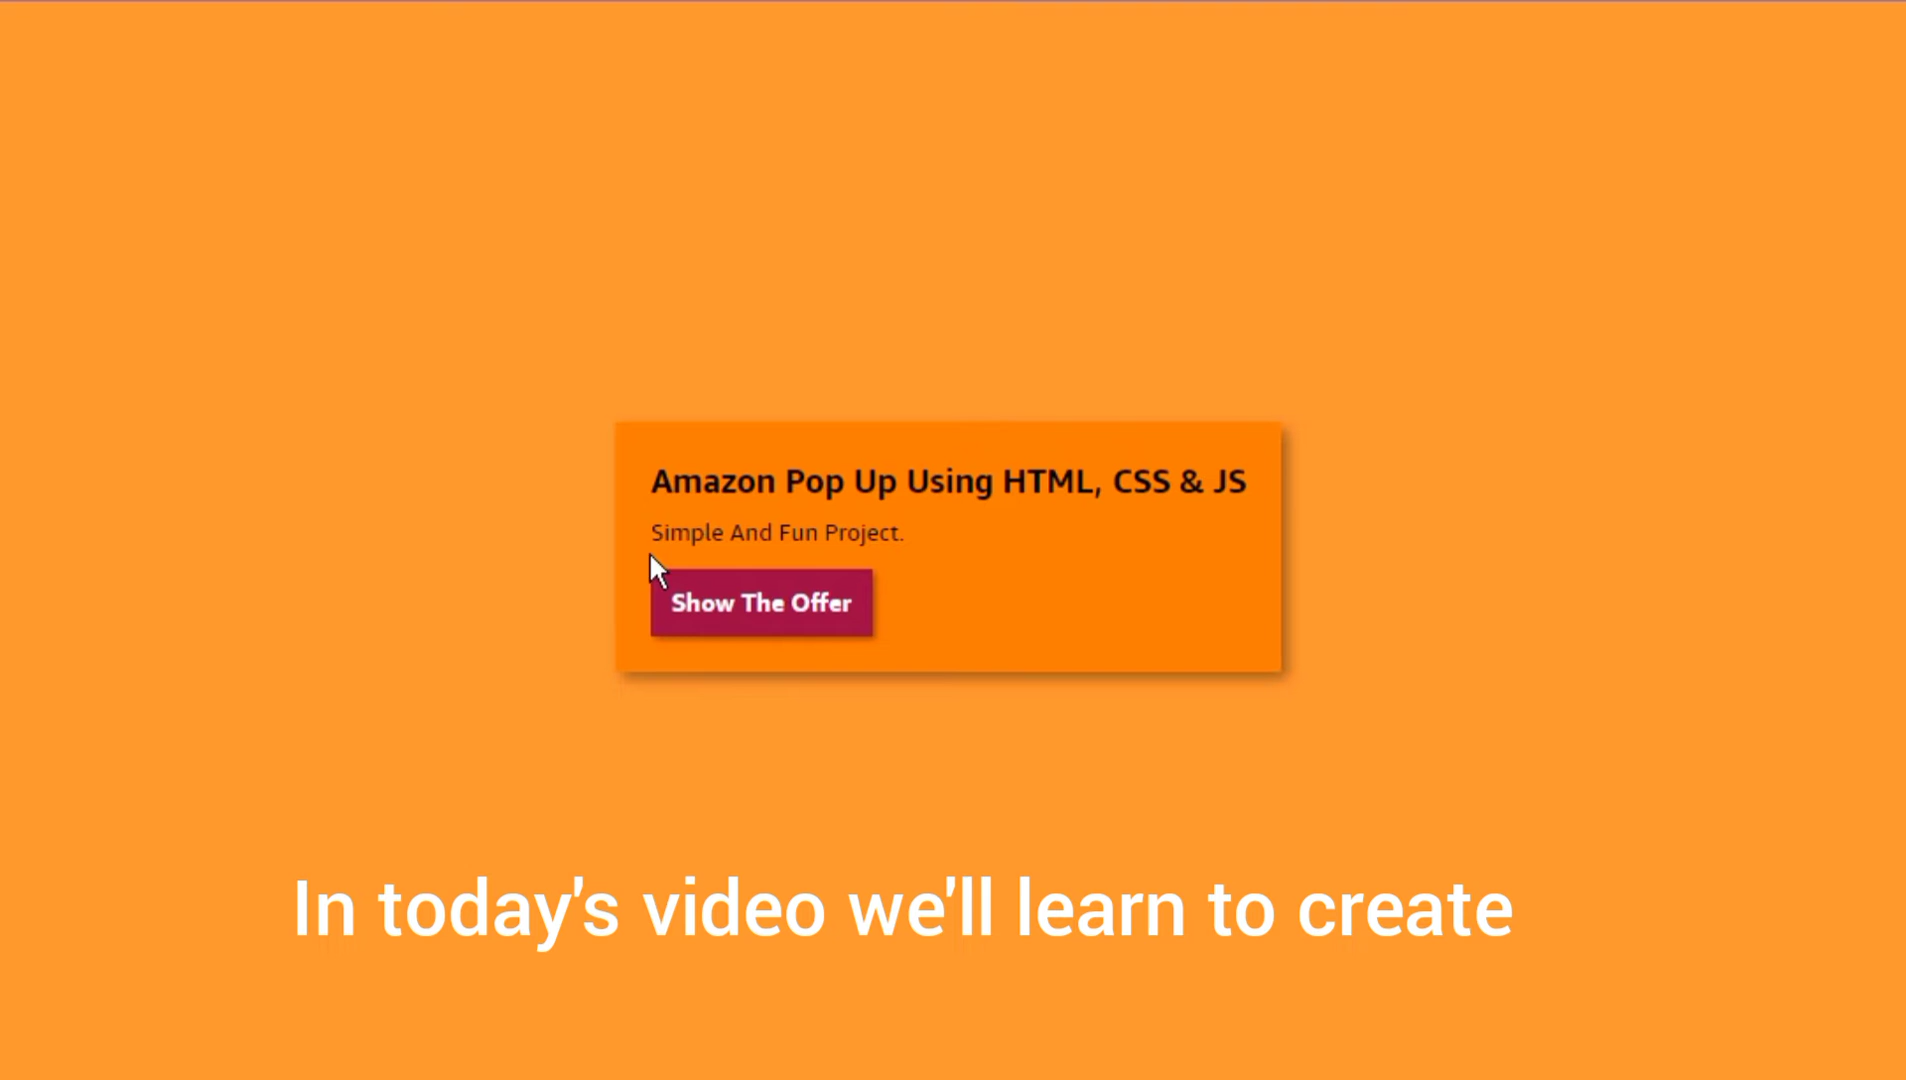 Amazon Pop Up Using HTML, CSS & JS
Simple And Fun Project.
Show The Offer
In today's video we'll learn to create